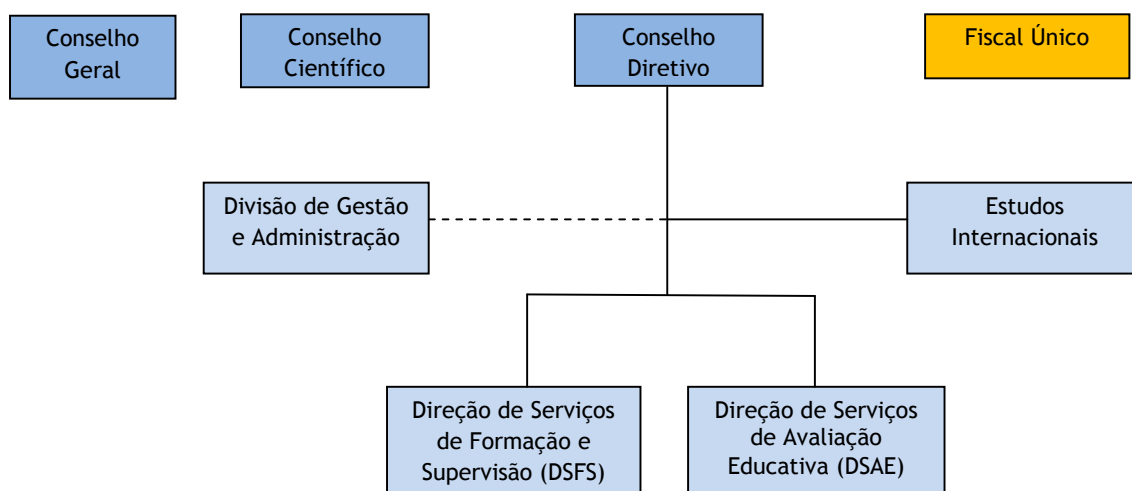 Conselho
Geral
Conselho
Científico
Conselho
Diretivo
Fiscal Único
Divisão de Gestão
e Administração
Estudos
Internacionais
Direção de Serviços
de Formação e
Supervisão (DSFS)
Direção de Serviços
de Avaliação
Educativa (DSAE)